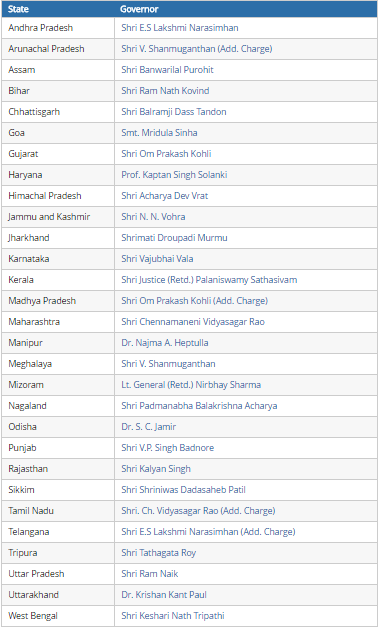 State Governor
Andhra Pradesh Shri E.S Lakshmi Narasimhan
Arunachal Pradesh Shri V. Shanmuganthan (Add. Charge)
Assam Shri Banwarilal Purohit
Bihar Shri Ram Nath Kovind
Chhattisgarh Shri Balramji Dass Tandon
Goa Smt. Mridula Sinha
Gujarat Shri Om Prakash Kohli
Haryana Prof. Kaptan Singh Solanki
Himachal Pradesh Shri Acharya Dev Vrat
Jammu and Kashmir Shri N. N. Vohra
Jharkhand Shrimati Droupadi Murmu
Karnataka Shri Vajubhai Vala
Kerala Shri Justice (Retd.) Palaniswamy Sathasivam
Madhya Pradesh Shri Om Prakash Kohli (Add. Charge)
Maharashtra Shri Chennamaneni Vidyasagar Rao
Manipur Dr. Najma A. Heptulla
Meghalaya Shri V. Shanmuganthan
Mizoram Lt. General (Retd.) Nirbhay Sharma
Nagaland Shri Padmanabha Balakrishna Acharya
Odisha Dr. S. C. Jamir
Punjab Shri V.P. Singh Badnore
Rajasthan Shri Kalyan Singh
Sikkim Shri Shriniwas Dadasaheb Patil
Tamil Nadu Shri. Ch. Vidyasagar Rao (Add. Charge)
Telangana Shri E.S Lakshmi Narasimhan (Add. Charge)
Tripura Shri Tathagata Roy
Uttar Pradesh Shri Ram Naik
Uttarakhand Dr. Krishan Kant Paul
West Bengal Shri Keshari Nath Tripathi